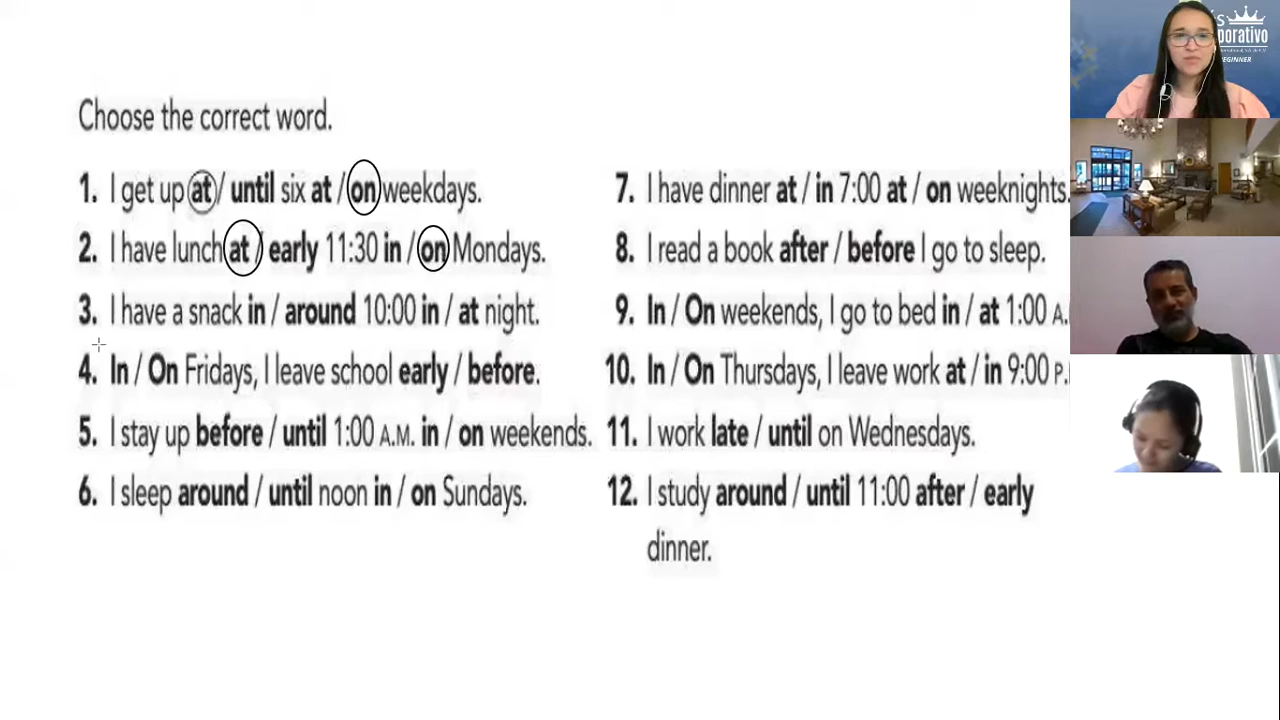 Choose the correct word.
1. I get up at / until six at / on weekdays.
2. I have lunch at / early 11:30 in / on Mondays.
3. I have a snack in / around 10:00 in / at night.
4. In / On Fridays, I leave school early / before.
5. I stay up before / until 1:00 A.M. in / on weekends.
6. I sleep around / until noon in / on Sundays.
7. I have dinner at / in 7:00 at / on weeknights.
8. I read a book after / before I go to sleep.
9. In / On weekends, I go to bed in / at 1:00 A.
10. In / On Thursdays, I leave work at / in 9:00 P.
11. I work late / until on Wednesdays.
12. I study around / until 11:00 after / early
dinner.
s
porativo
EGINNER